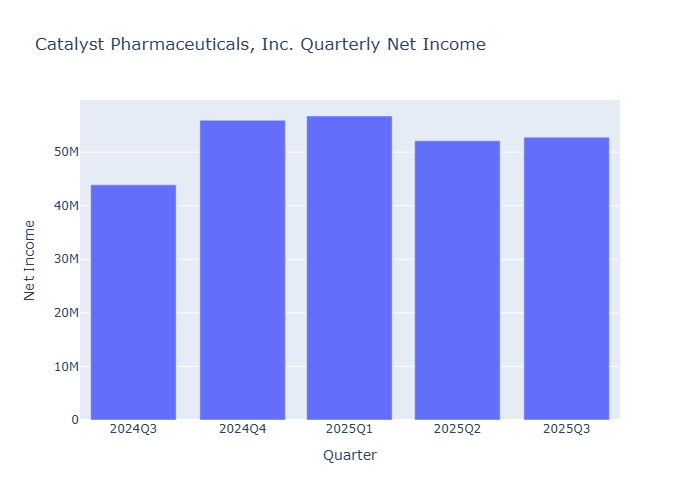 Catalyst Pharmaceuticals, Inc. Quarterly Net Income
Net Income
50M
40M
30M
20M
10M
0
2024Q3
2024Q4
2025Q1
2025Q2
2025Q3
Quarter